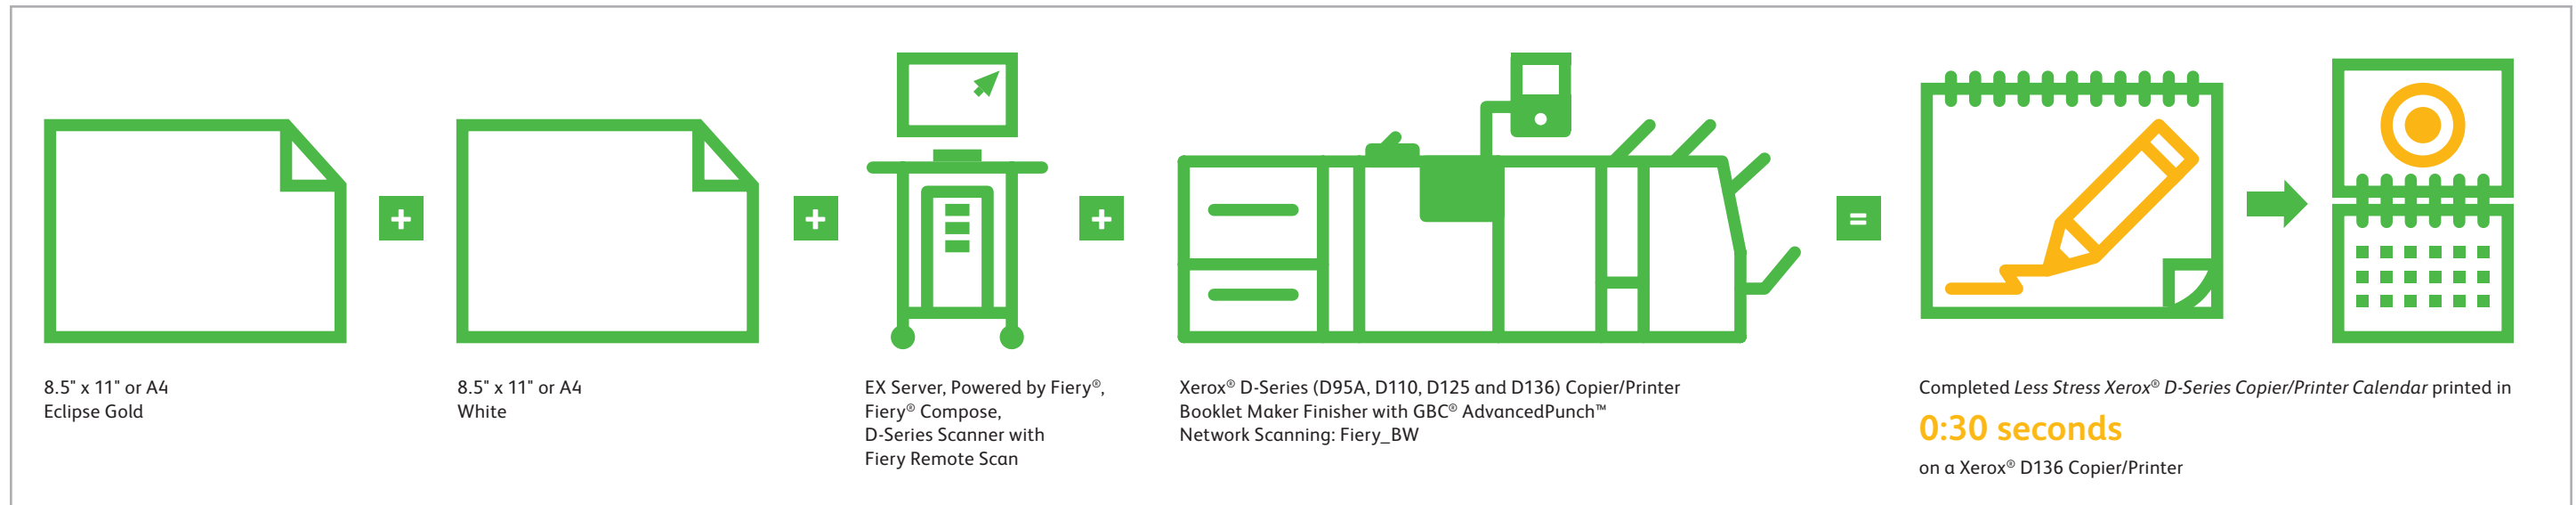 8.5" x 11" or A4
Eclipse Gold
+
8.5" x 11" or A4
White
+
EX Server, Powered by Fiery®,
Fiery® Compose,
D-Series Scanner with
Fiery Remote Scan
+
Xerox® D-Series (D95A, D110, D125 and D136) Copier/Printer
Booklet Maker Finisher with GBC® AdvancedPunch™
Network Scanning: Fiery_BW
=
Completed Less Stress Xerox® D-Series Copier/Printer Calendar printed in
0:30 seconds
on a Xerox® D136 Copier/Printer